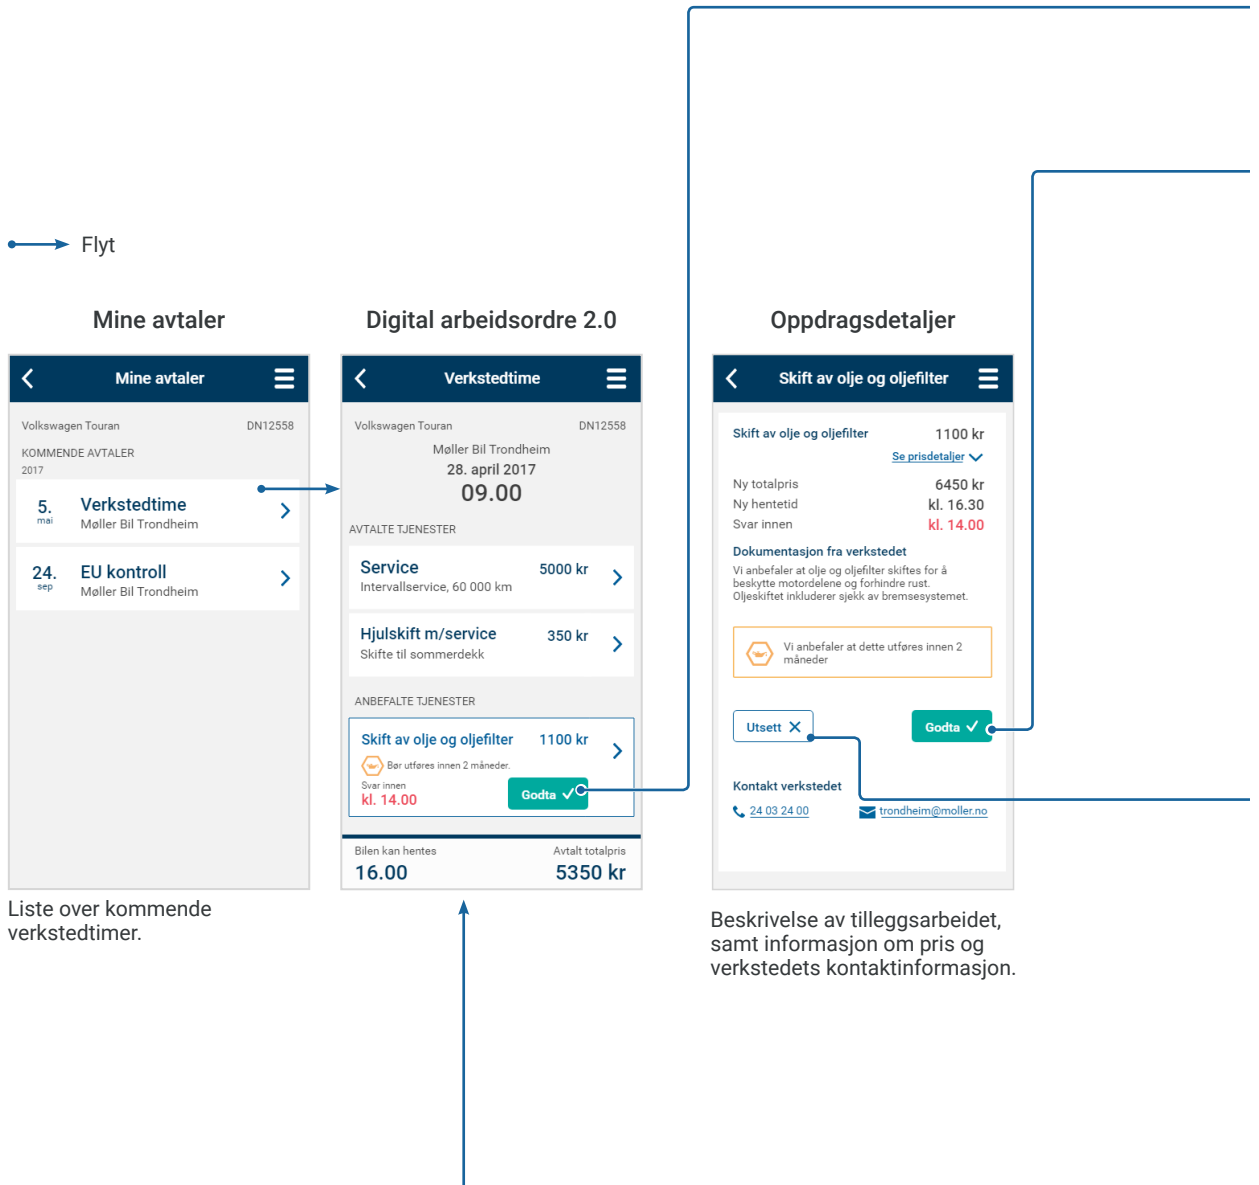 Flyt
Mine avtaler
Mine avtaler
Volkswagen Touran DN12558
KOMMENDE AVTALER
2017
5. mai Verkstedtime
Møller Bil Trondheim
24. sep EU kontroll
Møller Bil Trondheim
Liste over kommende
verkstedtimer.
Digital arbeidsordre 2.0
Verkstedtime
Volkswagen Touran DN12558
Møller Bil Trondheim
28. april 2017
09.00
AVTALTE TJENESTER
Service 5000 kr
Intervallservice, 60 000 km
Hjulskift m/service 350 kr
Skifte til sommerdekk
ANBEFALTE TJENESTER
Skift av olje og oljefilter 1100 kr
Bør utføres innen 2 måneder.
Svar innen
kl. 14.00 Godta
Bilen kan hentes Avtalt totalpris
16.00 5350 kr
Oppdragsdetaljer
Skift av olje og oljefilter
Skift av olje og oljefilter 1100 kr
Se prisdetaljer
Ny totalpris 6450 kr
Ny hentetid kl. 16.30
Svar innen kl. 14.00
Dokumentasjon fra verkstedet
Vi anbefaler at olje og oljefilter skiftes for å
beskytte motordelene og forhindre rust.
Oljeskiftet inkluderer sjekk av bremsesystemet.
Vi anbefaler at dette utføres innen 2
måneder
Utsett Godta
Kontakt verkstedet
24 03 24 00 trondheim@moller.no
Beskrivelse av tilleggsarbeidet,
samt informasjon om pris og
verkstedets kontaktinformasjon.